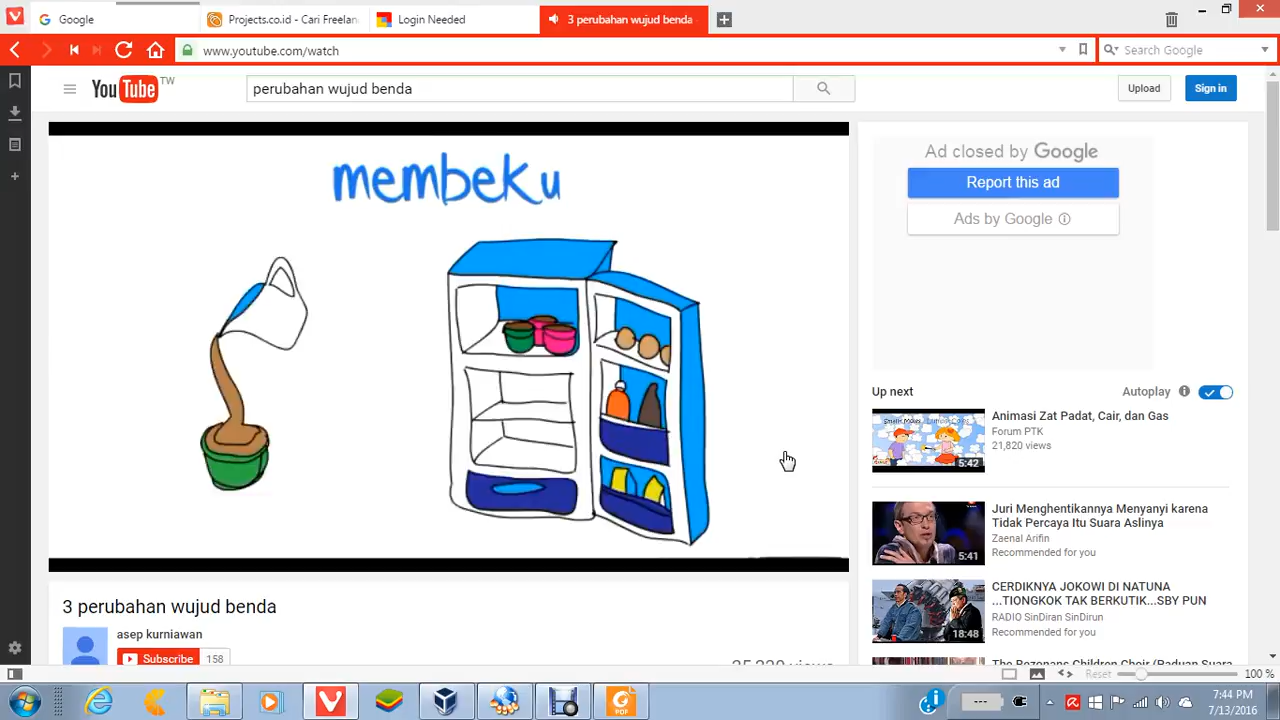 Google
Projects.co.id - Cari Freelan
Login Needed
3 perubahan wujud benda
www.youtube.com/watch
Search Google
YouTube TW
perubahan wujud benda
Upload
Sign in
membeku
Ad closed by Google
Report this ad
Ads by Google
Up next
Autoplay
Animasi Zat Padat, Cair, dan Gas
Forum PTK
21,820 views
5:42
Juri Menghentikannya Menyanyi karena
Tidak Percaya Itu Suara Aslinya
Zaenal Arifin
Recommended for you
5:41
CERDIKNYA JOKOWI DI NATUNA
...TIONGKOK TAK BERKUTIK...SBY PUN
RADIO SinDiran SinDirun
Recommended for you
18:48
3 perubahan wujud benda
asep kurniawan
Subscribe 158
Reset
100 %
PDF
7:44 PM
7/13/2016